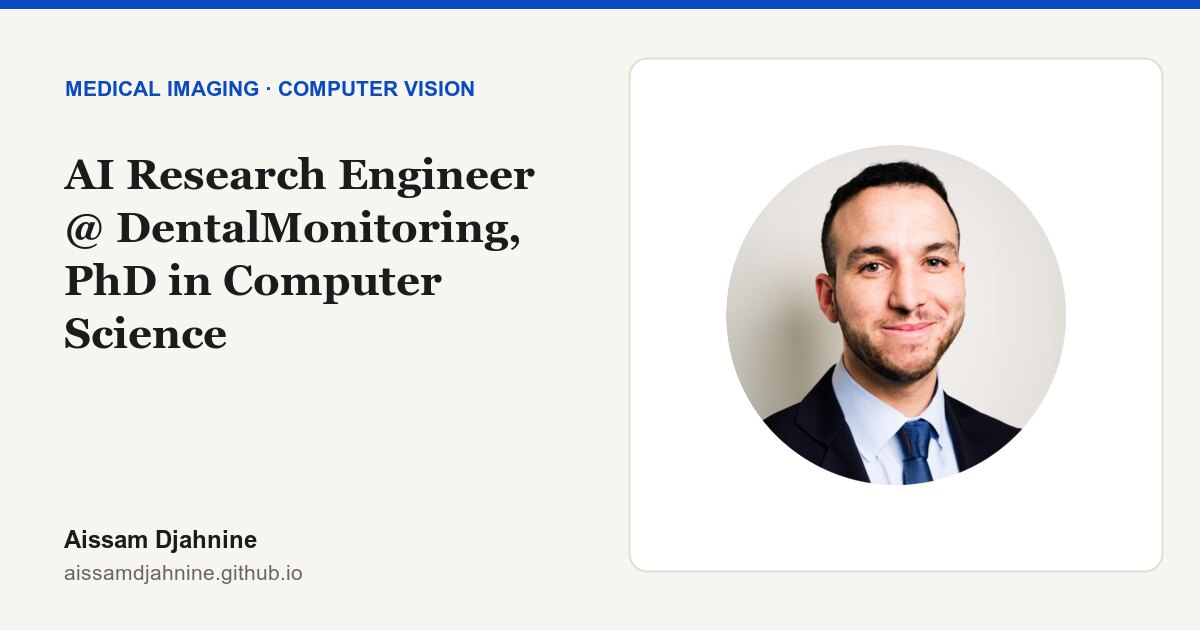 MEDICAL IMAGING · COMPUTER VISION
AI Research Engineer
@ DentalMonitoring,
PhD in Computer
Science
Aissam Djahnine
aissamdjahnine.github.io